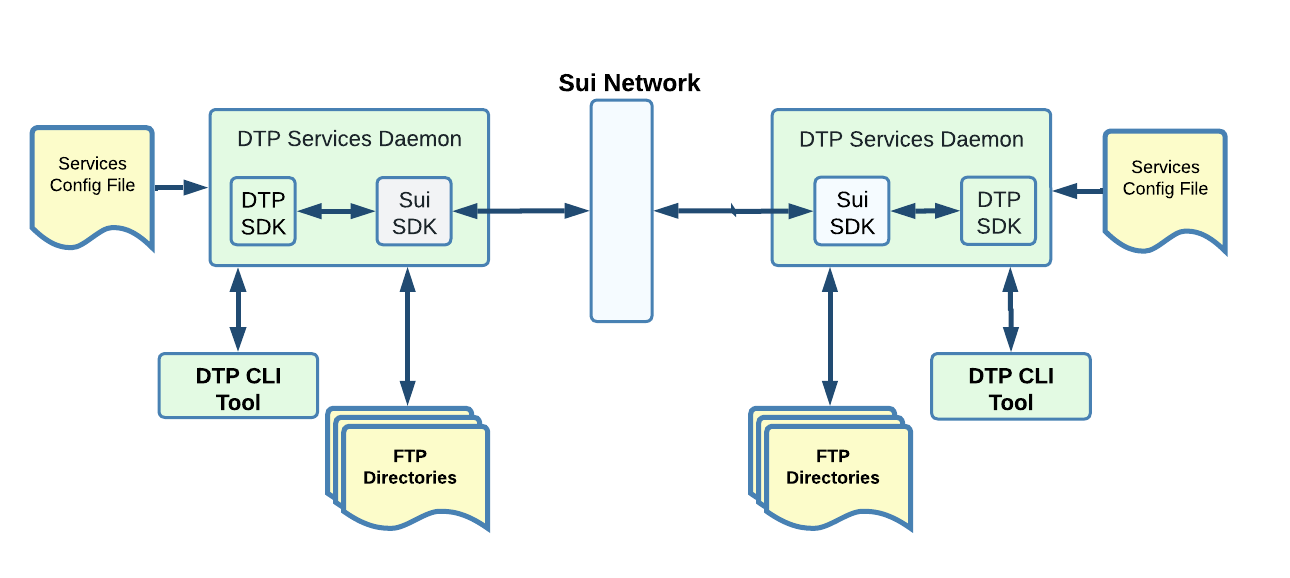 Sui Network
Services
Config File
DTP Services Daemon
DTP
SDK
Sui
SDK
DTP CLI
Tool
FTP
Directories
DTP Services Daemon
Sui
SDK
DTP
SDK
Services
Config File
FTP
Directories
DTP CLI
Tool